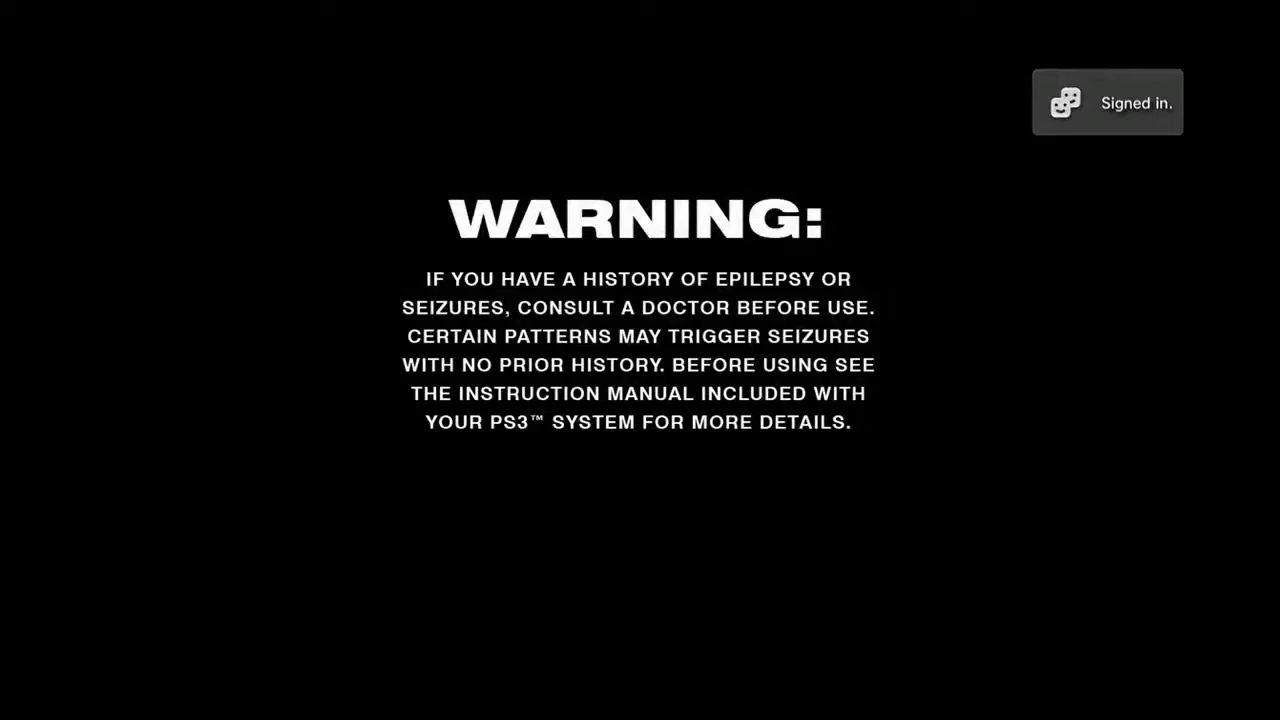 Signed in.
WARNING:
IF YOU HAVE A HISTORY OF EPILEPSY OR
SEIZURES, CONSULT A DOCTOR BEFORE USE.
CERTAIN PATTERNS MAY TRIGGER SEIZURES
WITH NO PRIOR HISTORY. BEFORE USING SEE
THE INSTRUCTION MANUAL INCLUDED WITH
YOUR PS3™ SYSTEM FOR MORE DETAILS.